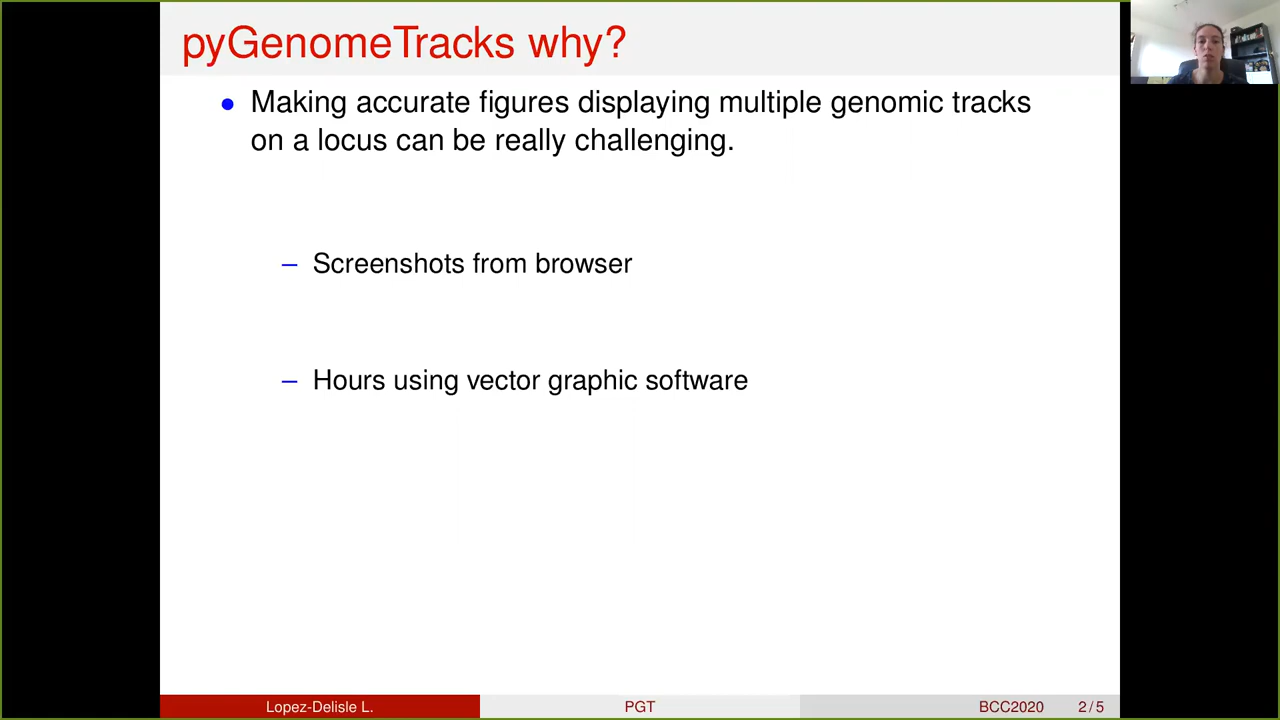 pyGenomeTracks why?
• Making accurate figures displaying multiple genomic tracks
on a locus can be really challenging.
– Screenshots from browser
– Hours using vector graphic software
Lopez-Delisle L.
PGT
BCC2020
2 / 5